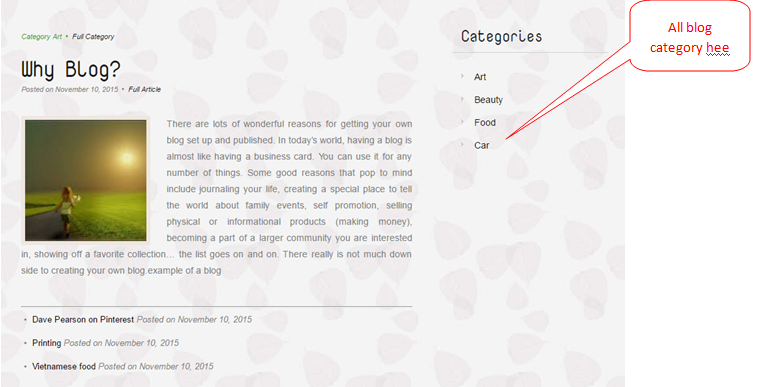 Category Art • Full Category
Why Blog?
Posted on November 10, 2015 • Full Article
There are lots of wonderful reasons for getting your own
blog set up and published. In today's world, having a blog is
almost like having a business card. You can use it for any
number of things. Some good reasons that pop to mind
include journaling your life, creating a special place to tell
the world about family events, self promotion, selling
physical or informational products (making money),
becoming a part of a larger community you are interested
in, showing off a favorite collection… the list goes on and on. There really is not much down
side to creating your own blog.example of a blog
• Dave Pearson on Pinterest Posted on November 10, 2015
• Printing Posted on November 10, 2015
• Vietnamese food Posted on November 10, 2015
Categories
Art
Beauty
Food
Car
All blog
category hee